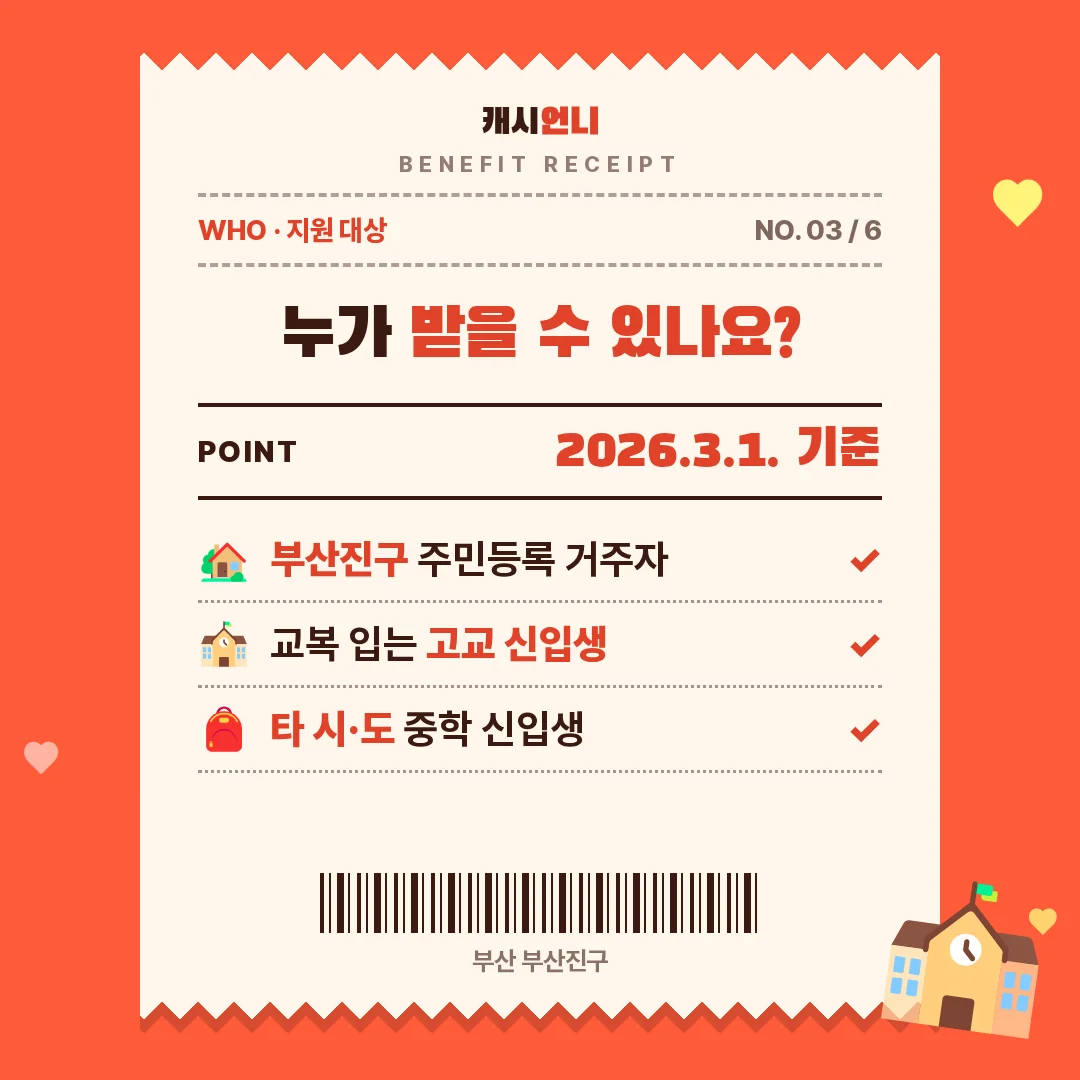 캐시언니
BENEFIT RECEIPT
WHO · 지원 대상 NO. 03 / 6
누가 받을 수 있나요?
POINT 2026.3.1. 기준
부산진구 주민등록 거주자
교복 입는 고교 신입생
타 시·도 중학 신입생
부산 부산진구